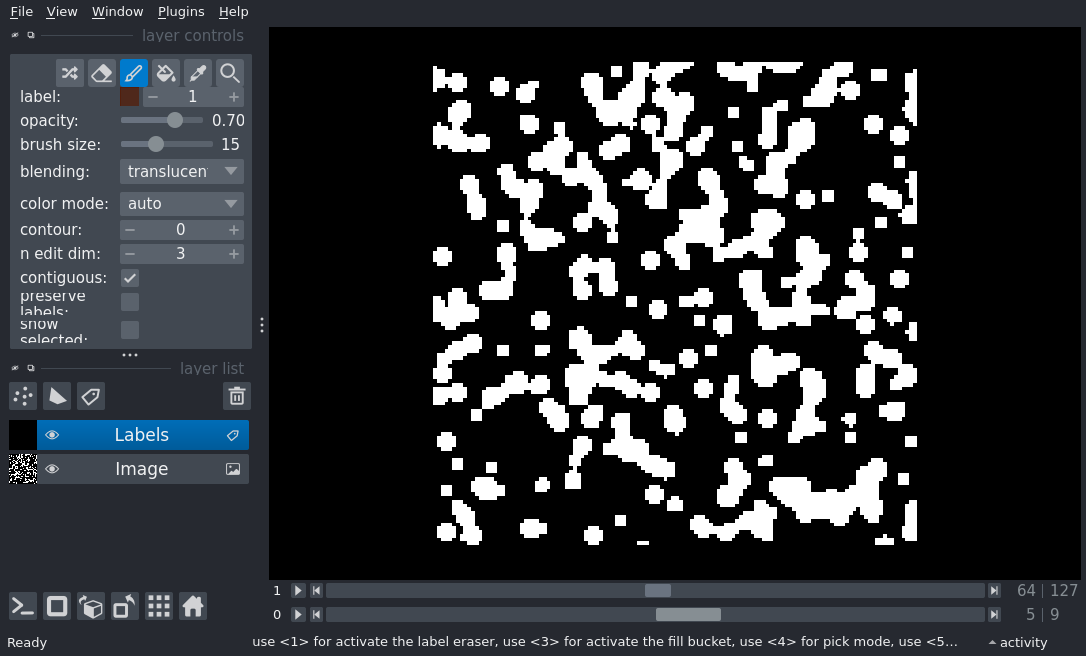 File View Window Plugins Help
layer controls
label: 1
opacity: 0.70
brush size: 15
blending: translucen
color mode: auto
contour: 0
n edit dim: 3
contiguous:
preserve
labels:
show
selected:
layer list
Labels
Image
1 64 | 127
0 5 | 9
Ready use <1> for activate the label eraser, use <3> for activate the fill bucket, use <4> for pick mode, use <5... activity